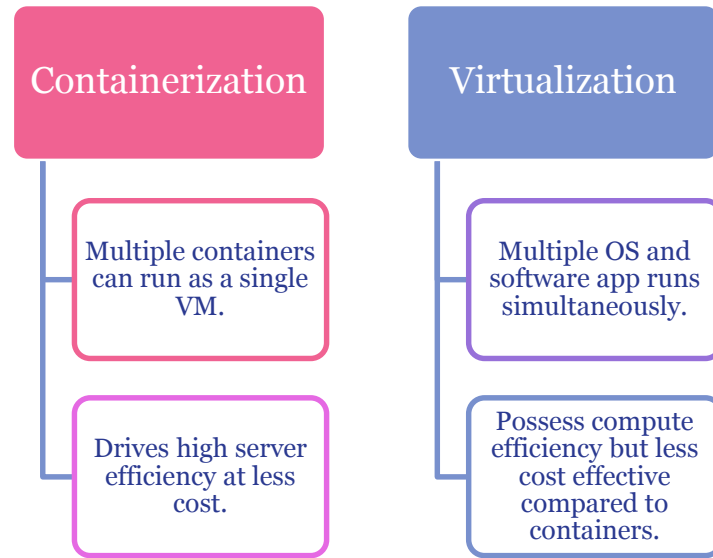 Containerization
Multiple containers
can run as a single
VM.
Drives high server
efficiency at less
cost.
Virtualization
Multiple OS and
software app runs
simultaneously.
Possess compute
efficiency but less
cost effective
compared to
containers.